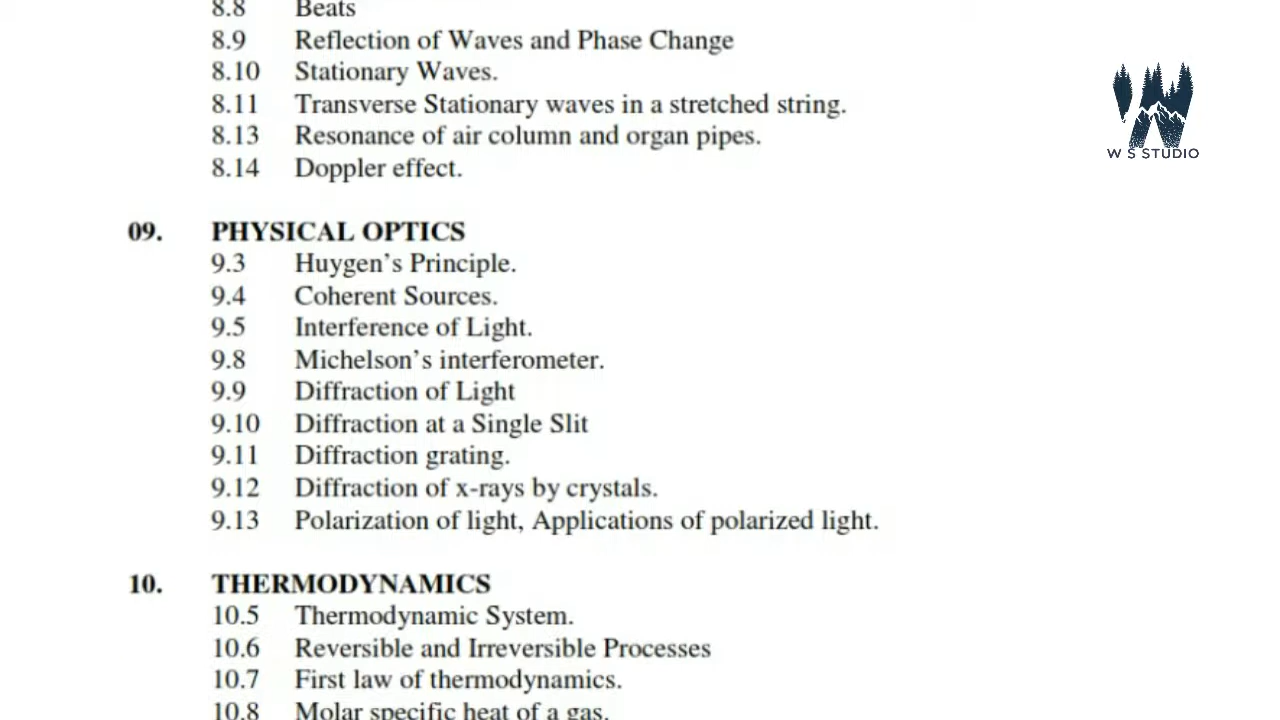 8.8 Beats
8.9 Reflection of Waves and Phase Change
8.10 Stationary Waves.
8.11 Transverse Stationary waves in a stretched string.
8.13 Resonance of air column and organ pipes.
8.14 Doppler effect.
W S STUDIO
09. PHYSICAL OPTICS
9.3 Huygen’s Principle.
9.4 Coherent Sources.
9.5 Interference of Light.
9.8 Michelson’s interferometer.
9.9 Diffraction of Light
9.10 Diffraction at a Single Slit
9.11 Diffraction grating.
9.12 Diffraction of x-rays by crystals.
9.13 Polarization of light, Applications of polarized light.
10. THERMODYNAMICS
10.5 Thermodynamic System.
10.6 Reversible and Irreversible Processes
10.7 First law of thermodynamics.
10.8 Molar specific heat of a gas.